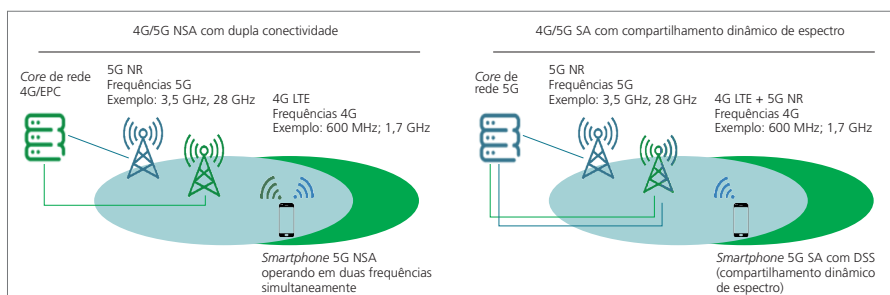 4G/5G NSA com dupla conectividade
Core de rede
4G/EPC
5G NR
Frequências 5G
Exemplo: 3,5 GHz, 28 GHz
4G LTE
Frequências 4G
Exemplo: 600 MHz; 1,7 GHz
Smartphone 5G NSA
operando em duas frequências
simultaneamente
4G/5G SA com compartilhamento dinâmico de espectro
Core de
rede 5G
5G NR
Frequências 5G
Exemplo: 3,5 GHz, 28 GHz
4G LTE + 5G NR
Frequências 4G
Exemplo: 600 MHz; 1,7 GHz
Smartphone 5G SA com DSS
(compartilhamento dinâmico
de espectro)